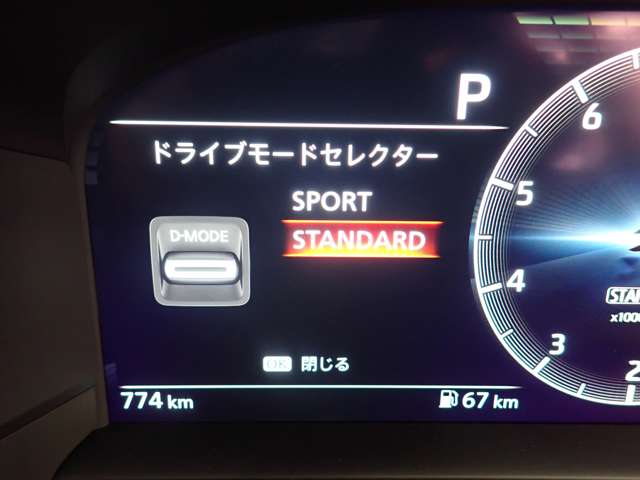 P
ドライブモードセレクター
SPORT
D-MODE
STANDARD
OK 閉じる
774 km
67 km
6
5
4
3
2